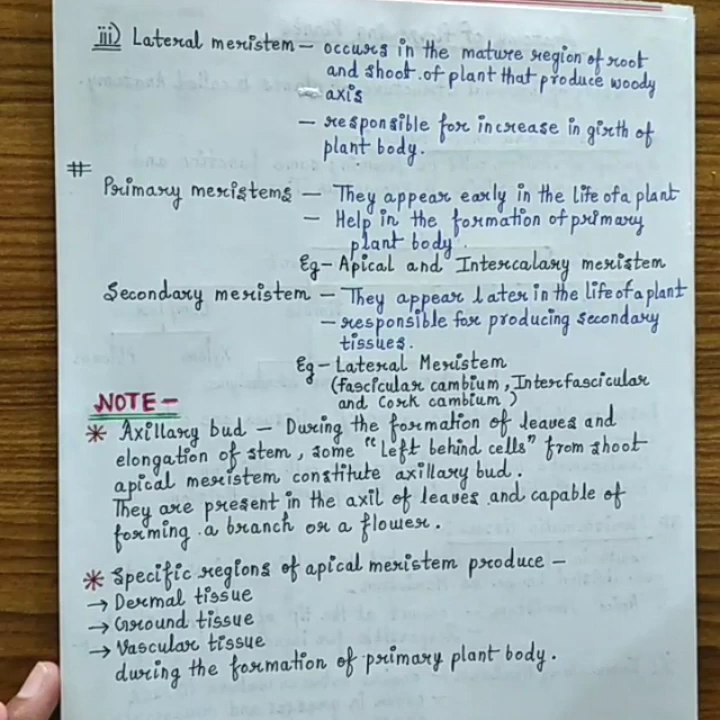 iii) Lateral meristem – occurs in the mature region of root
and shoot of plant that produce woody
axis
– responsible for increase in girth of
plant body.
#
Primary meristems – They appear early in the life of a plant
– Help in the formation of primary
plant body.
Eg – Apical and Intercalary meristem
Secondary meristem – They appear later in the life of a plant
– responsible for producing secondary
tissues.
Eg – Lateral Meristem
(Fascicular cambium, Interfascicular
and Cork cambium)
NOTE –
* Axillary bud – During the formation of leaves and
elongation of stem, some "Left behind cells" from shoot
apical meristem constitute axillary bud.
They are present in the axil of leaves and capable of
forming a branch or a flower.
* Specific regions of apical meristem produce –
→ Dermal tissue
→ Ground tissue
→ Vascular tissue
during the formation of primary plant body.